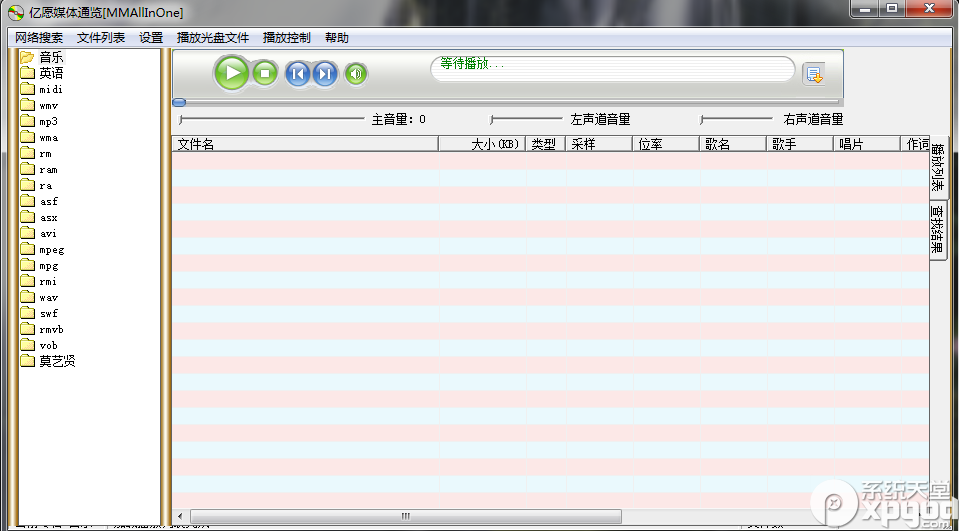 亿愿媒体通览[MMAllInOne]
网络搜索 文件列表 设置 播放光盘文件 播放控制 帮助
音乐
英语
midi
wmv
mp3
wma
rm
ram
ra
asf
asx
avi
mpeg
mpg
rmi
wav
swf
rmvb
vob
莫艺贤
等待播放...
主音量: 0 左声道音量 右声道音量
文件名 大小(KB) 类型 采样 位率 歌名 歌手 唱片 作词
播放列表
查找结果
系统天堂